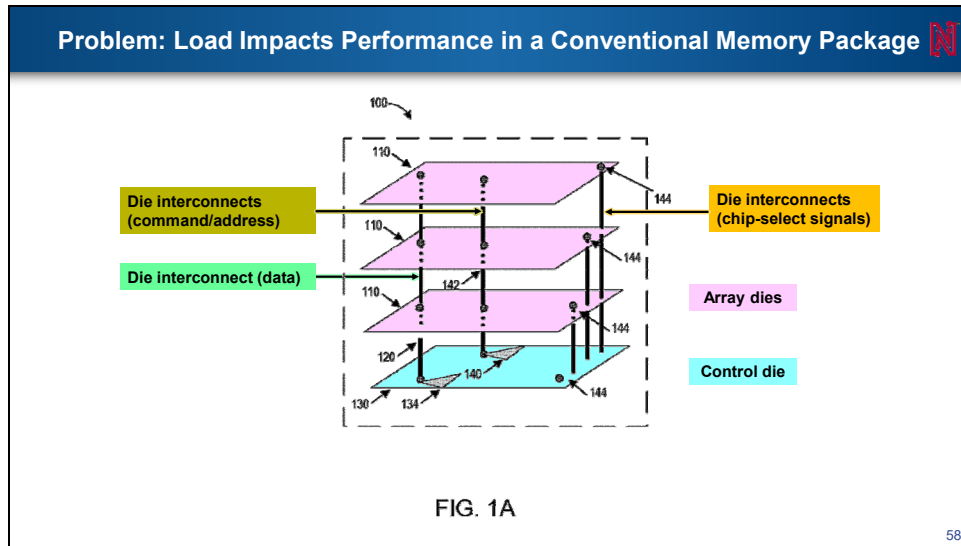 Problem: Load Impacts Performance in a Conventional Memory Package N
100
110
144
Die interconnects
(command/address)
Die interconnects
(chip-select signals)
110
144
Die interconnect (data)
142
110
144
Array dies
120
140
Control die
130
134
144
FIG. 1A
58